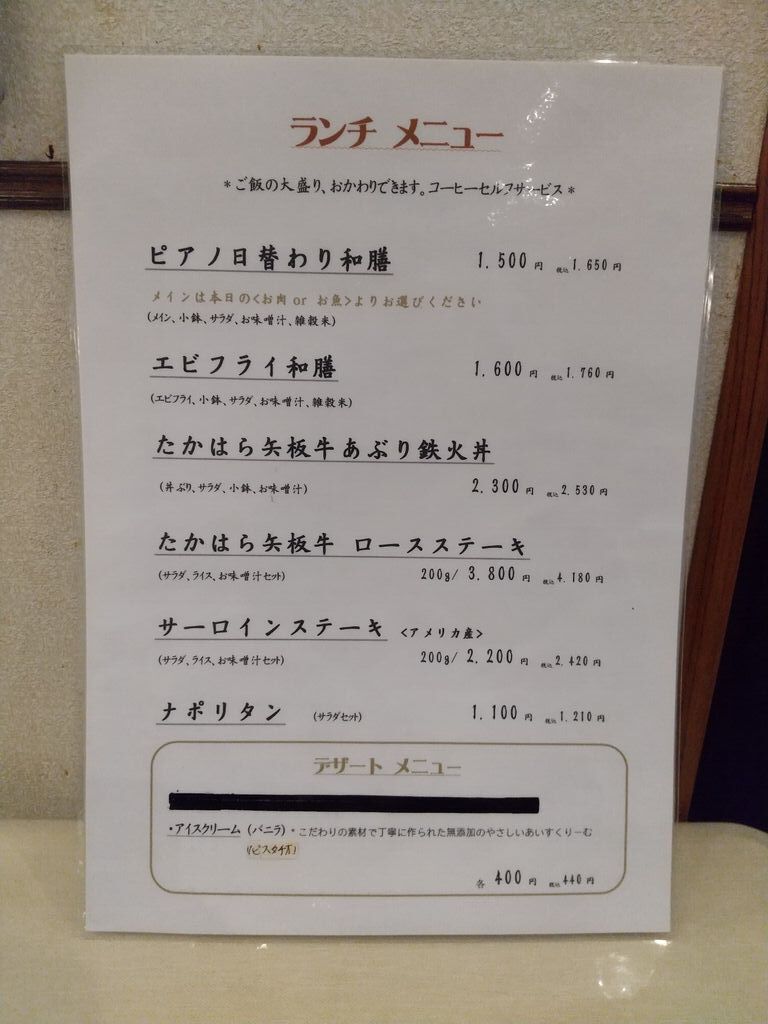 ランチ メニュー
＊ご飯の大盛り、おかわりできます。コーヒーセルフサービス＊
ピアノ日替わり和膳 1.500円 税込1.650円
メインは本日の<お肉 or お魚>よりお選びください
(メイン、小鉢、サラダ、お味噌汁、雑穀米)
エビフライ和膳 1.600円 税込1.760円
(エビフライ、小鉢、サラダ、お味噌汁、雑穀米)
たかはら矢板牛あぶり鉄火丼
(丼ぶり、サラダ、小鉢、お味噌汁) 2.300円 税込2.530円
たかはら矢板牛 ロースステーキ
(サラダ、ライス、お味噌汁セット) 200g/ 3.800円 税込4.180円
サーロインステーキ <アメリカ産>
(サラダ、ライス、お味噌汁セット) 200g/ 2.200円 税込2.420円
ナポリタン (サラダセット) 1.100円 税込1.210円
デザート メニュー
・アイスクリーム (バニラ)・こだわりの素材で丁寧に作られた無添加のやさしいあいすくりーむ
(ピスタチオ)
各 400円 税込440円